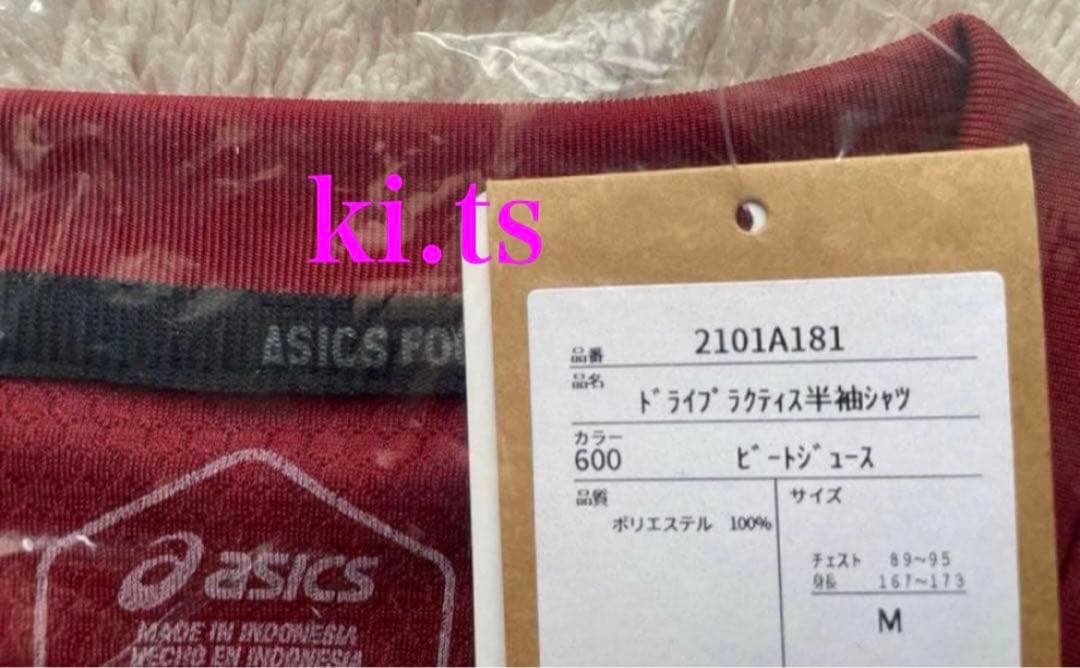 ki.ts
ASICS
asics
MADE IN INDONESIA
HECHO EN INDONESIA
品番 2101A181
品名
ドライプラクティス半袖シャツ
カラー
600 ビートジュース
品質
ポリエステル 100%
サイズ
チェスト 89~95
身長 167~173
M